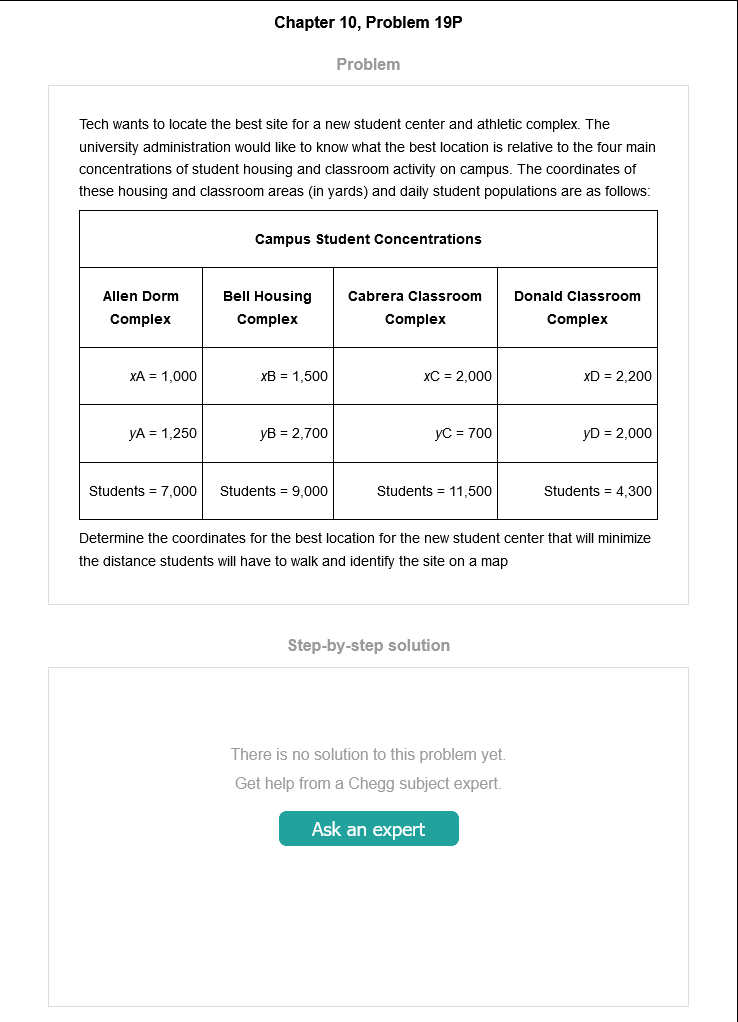 Chapter 10, Problem 19P
Problem
Tech wants to locate the best site for a new student center and athletic complex. The
university administration would like to know what the best location is relative to the four main
concentrations of student housing and classroom activity on campus. The coordinates of
these housing and classroom areas (in yards) and daily student populations are as follows:
Campus Student Concentrations
Allen Dorm Complex
Bell Housing Complex
Cabrera Classroom Complex
Donald Classroom Complex
xA = 1,000
xB = 1,500
xC = 2,000
xD = 2,200
yA = 1,250
yB = 2,700
yC = 700
yD = 2,000
Students = 7,000
Students = 9,000
Students = 11,500
Students = 4,300
Determine the coordinates for the best location for the new student center that will minimize
the distance students will have to walk and identify the site on a map
Step-by-step solution
There is no solution to this problem yet.
Get help from a Chegg subject expert.
Ask an expert